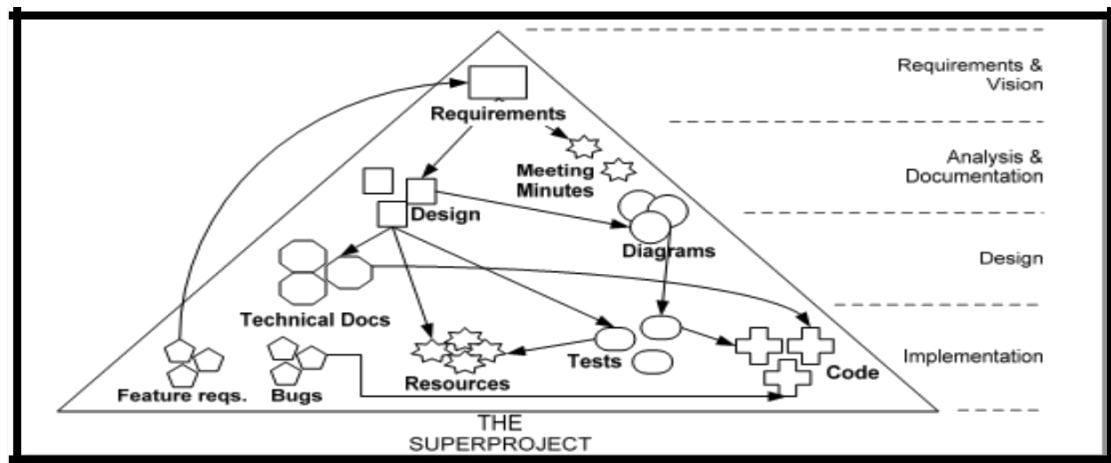 Requirements &
Vision
Requirements
Analysis &
Documentation
Meeting
Minutes
Design
Diagrams
Design
Technical Docs
Tests
Resources
Code
Implementation
Feature reqs.
Bugs
THE
SUPERPROJECT